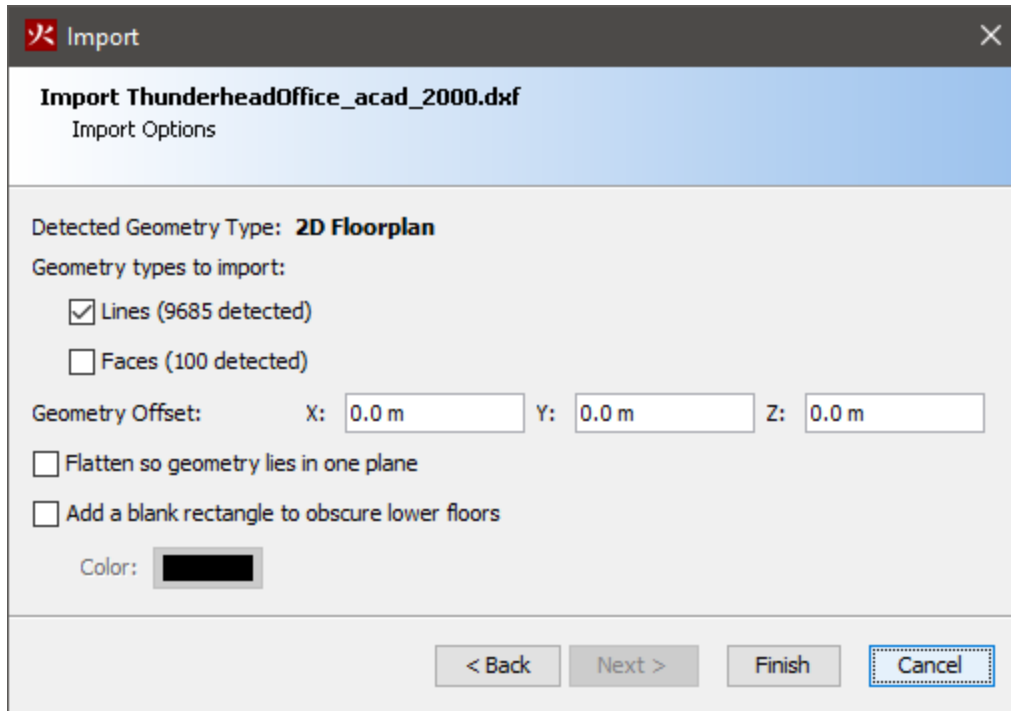 火 Import
Import ThunderheadOffice_acad_2000.dxf
Import Options
Detected Geometry Type: 2D Floorplan
Geometry types to import:
Lines (9685 detected)
Faces (100 detected)
Geometry Offset: X: 0.0 m Y: 0.0 m Z: 0.0 m
Flatten so geometry lies in one plane
Add a blank rectangle to obscure lower floors
Color:
< Back Next > Finish Cancel